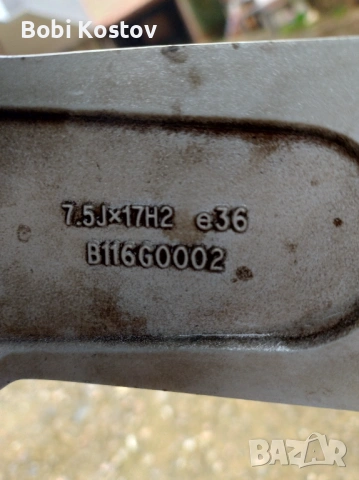 Bobi Kostov
7.5J×17H2 e36
B116G0002
BAZAR